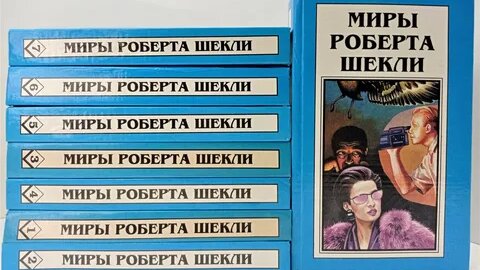 7 МИРЫ РОБЕРТА ШЕКЛИ
6 МИРЫ РОБЕРТА ШЕКЛИ
5 МИРЫ РОБЕРТА ШЕКЛИ
3 МИРЫ РОБЕРТА ШЕКЛИ
4 МИРЫ РОБЕРТА ШЕКЛИ
1 МИРЫ РОБЕРТА ШЕКЛИ
2 МИРЫ РОБЕРТА ШЕКЛИ
МИРЫ
РОБЕРТА
ШЕКЛИ